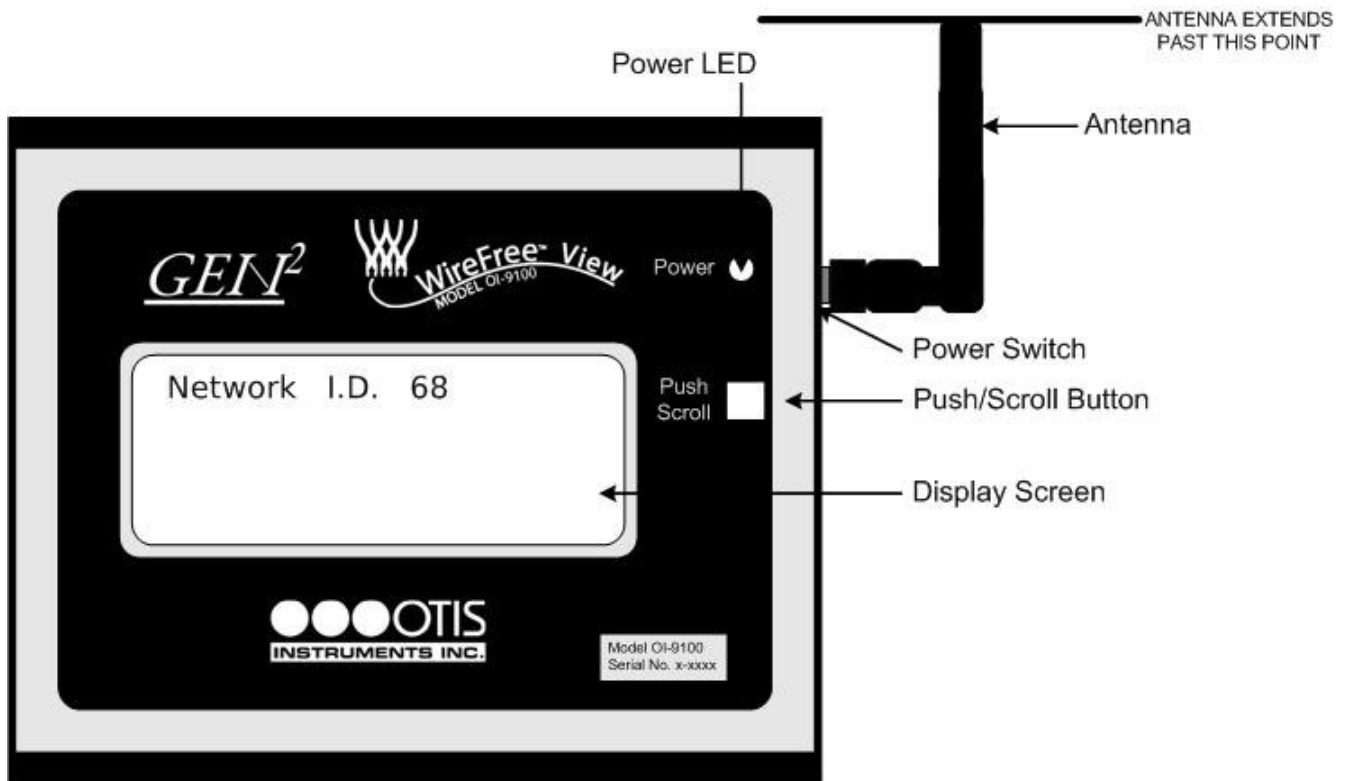 ANTENNA EXTENDS
PAST THIS POINT
Power LED
Antenna
GEN²
WireFree™ View
MODEL OI-9100
Power
Power Switch
Network I.D. 68
Push
Scroll
Push/Scroll Button
Display Screen
OTIS
INSTRUMENTS INC.
Model OI-9100
Serial No. x-xxxx